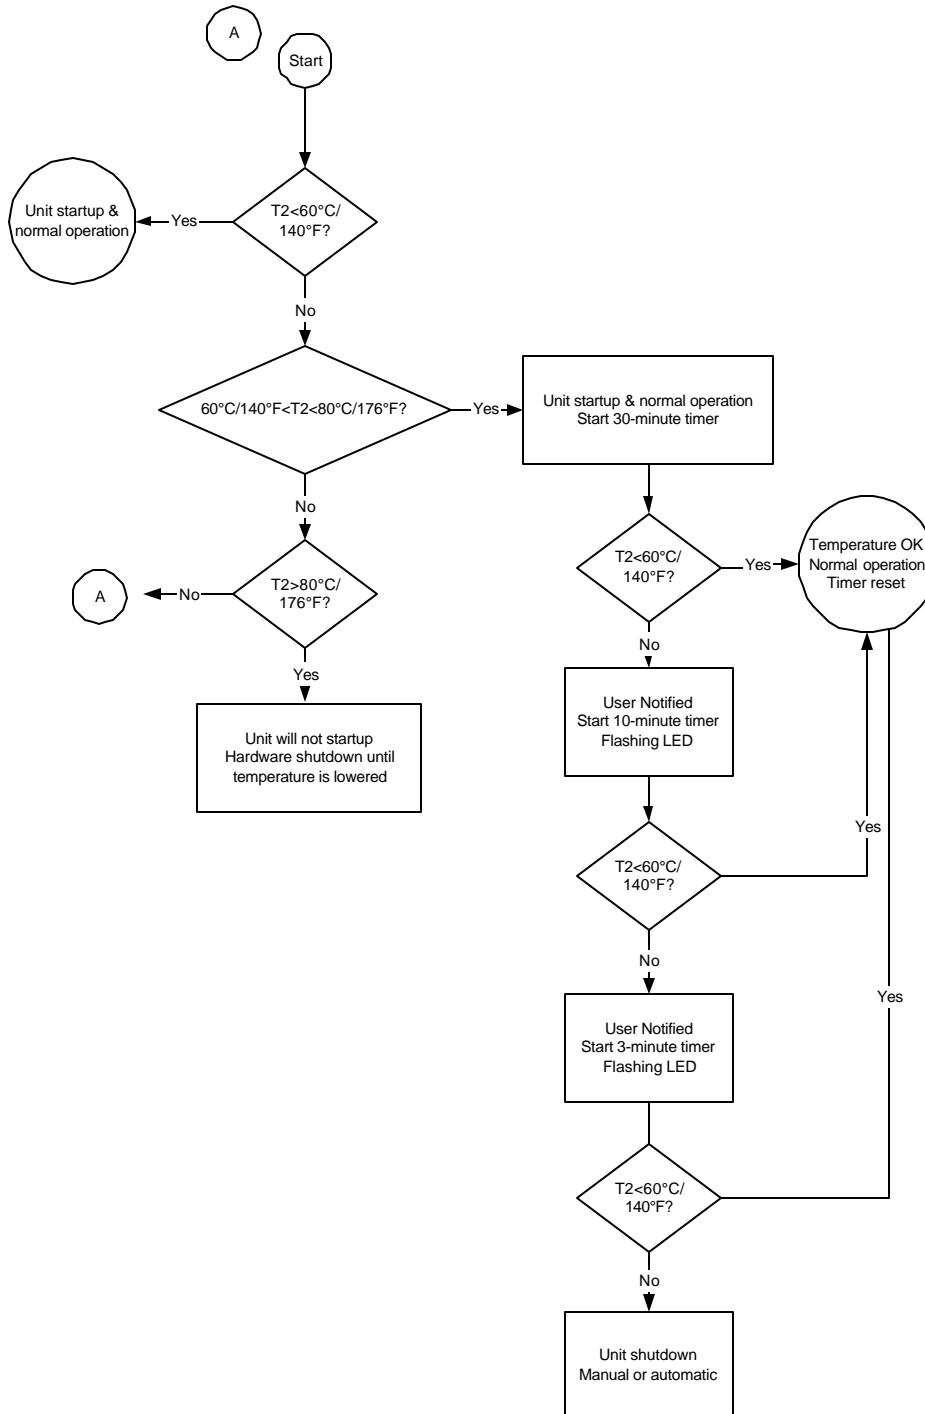 A
Start
T2<60°C/
140°F?
Yes
Unit startup &
normal operation
No
60°C/140°F<T2<80°C/176°F?
Yes
Unit startup & normal operation
Start 30-minute timer
No
T2>80°C/
176°F?
No
A
Yes
Unit will not startup
Hardware shutdown until
temperature is lowered
T2<60°C/
140°F?
Yes
Temperature OK
Normal operation
Timer reset
No
User Notified
Start 10-minute timer
Flashing LED
T2<60°C/
140°F?
Yes
No
User Notified
Start 3-minute timer
Flashing LED
Yes
T2<60°C/
140°F?
No
Unit shutdown
Manual or automatic